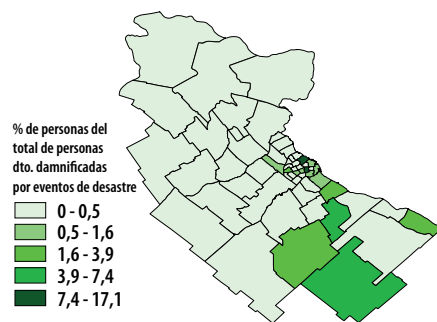 % de personas del
total de personas
dto. damnificadas
por eventos de desastre
0 - 0,5
0,5 - 1,6
1,6 - 3,9
3,9 - 7,4
7,4 - 17,1